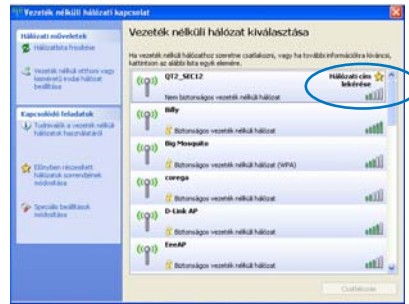 Vezeték nélküli hálózati kapcsolat
Hálózati műveletek
Hálózatlista frissítése
Vezeték nélküli otthoni vagy
kisméretű irodai hálózat
beállítása
Kapcsolódó feladatok
Tudnivalók a vezeték nélküli
hálózatok használatáról
Előnyben részesített
hálózatok sorrendjének
módosítása
Speciális beállítások
módosítása
Vezeték nélküli hálózat kiválasztása
Ha vezeték nélküli hálózathoz szeretne csatlakozni, vagy ha további információkra kíváncsi,
kattintson az alábbi lista egyik elemére.
QT2_SEC12
Hálózati cím
lekérése
Nem biztonságos vezeték nélküli hálózat
Billy
Biztonságos vezeték nélküli hálózat
Big Mosquito
Biztonságos vezeték nélküli hálózat (WPA)
corega
Biztonságos vezeték nélküli hálózat
D-Link AP
Biztonságos vezeték nélküli hálózat
EeeAP
Biztonságos vezeték nélküli hálózat
Csatlakozás